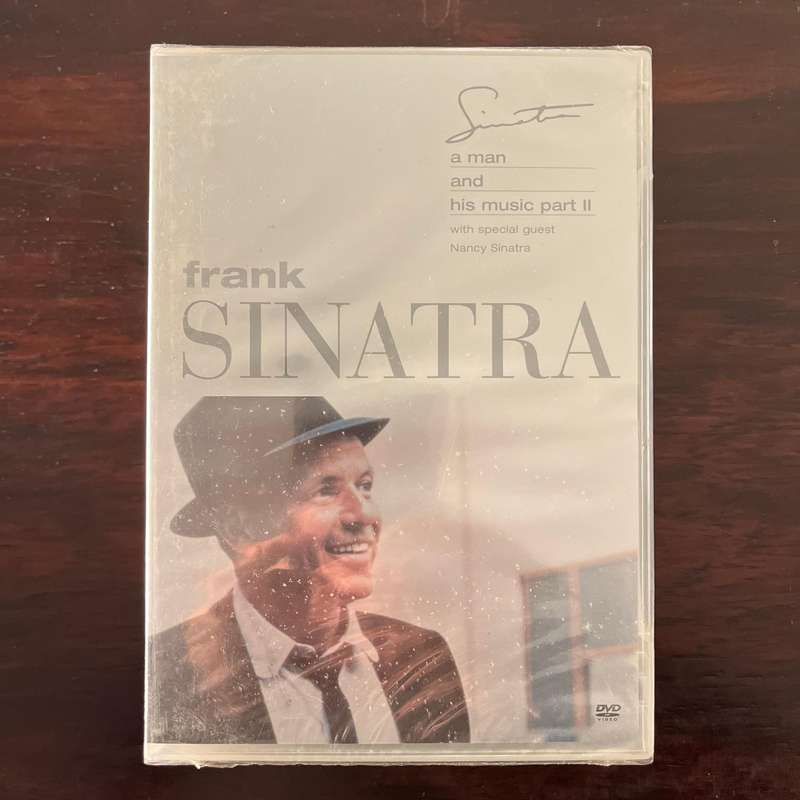 Sinatra
a man
and
his music part II
with special guest
Nancy Sinatra
frank
SINATRA
DVD
VIDEO